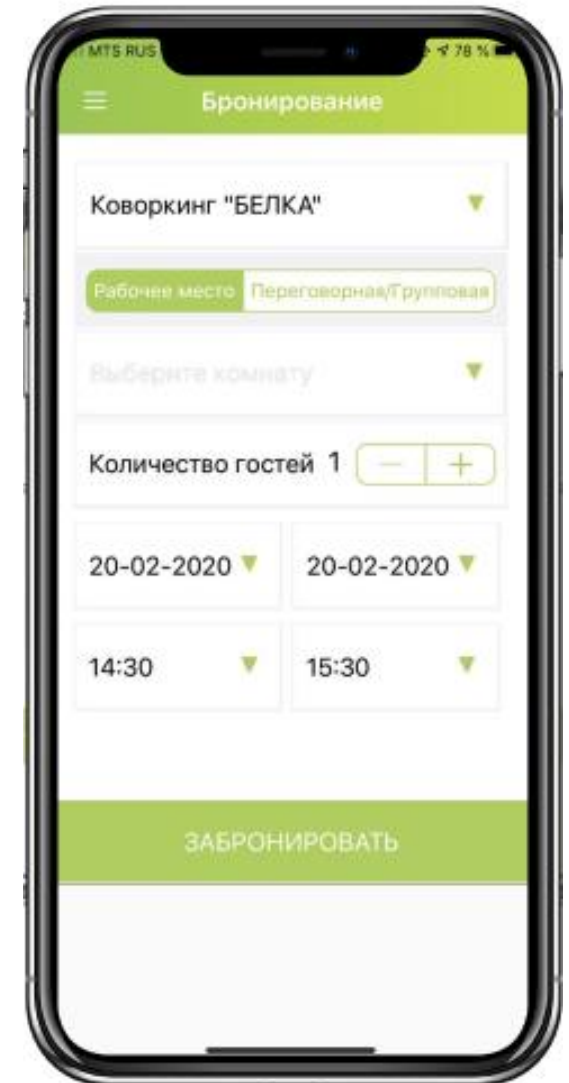 MTS RUS 78 %
Бронирование
Коворкинг "БЕЛКА"
Рабочее место Переговорная/Групповая
Выберите комнату
Количество гостей 1 − +
20-02-2020 20-02-2020
14:30 15:30
ЗАБРОНИРОВАТЬ